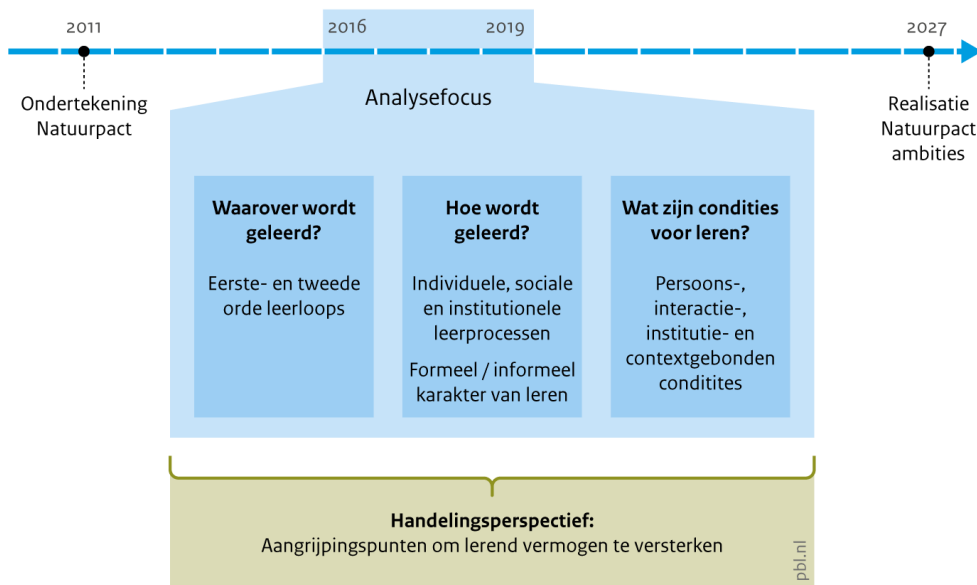 2011
2016
2019
2027
Ondertekening
Natuurpact
Analysefocus
Realisatie
Natuurpact
ambities
Waarover wordt
geleerd?
Eerste- en tweede
orde leerloops
Hoe wordt
geleerd?
Individuele, sociale
en institutionele
leerprocessen
Formeel / informeel
karakter van leren
Wat zijn condities
voor leren?
Persoons-,
interactie-,
institutie- en
contextgebonden
conditites
Handelingsperspectief:
Aangrijpingspunten om lerend vermogen te versterken
pbl.nl